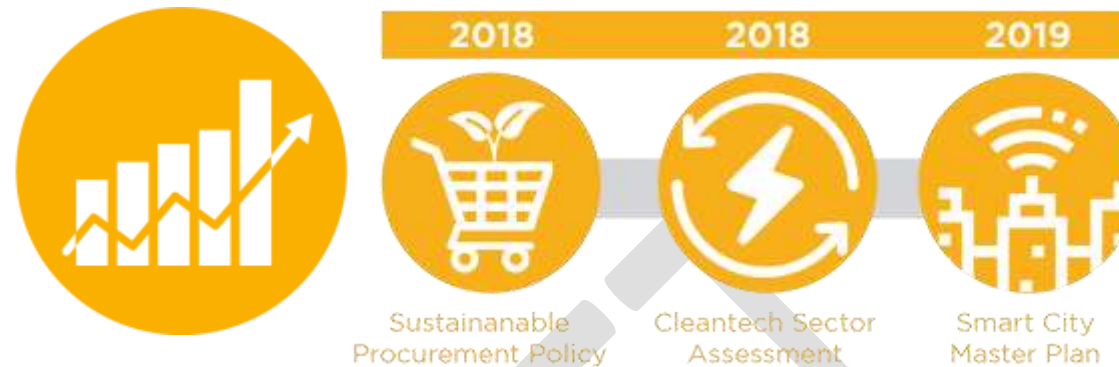 2018 2018 2019
Sustainanable Cleantech Sector Smart City
Procurement Policy Assessment Master Plan